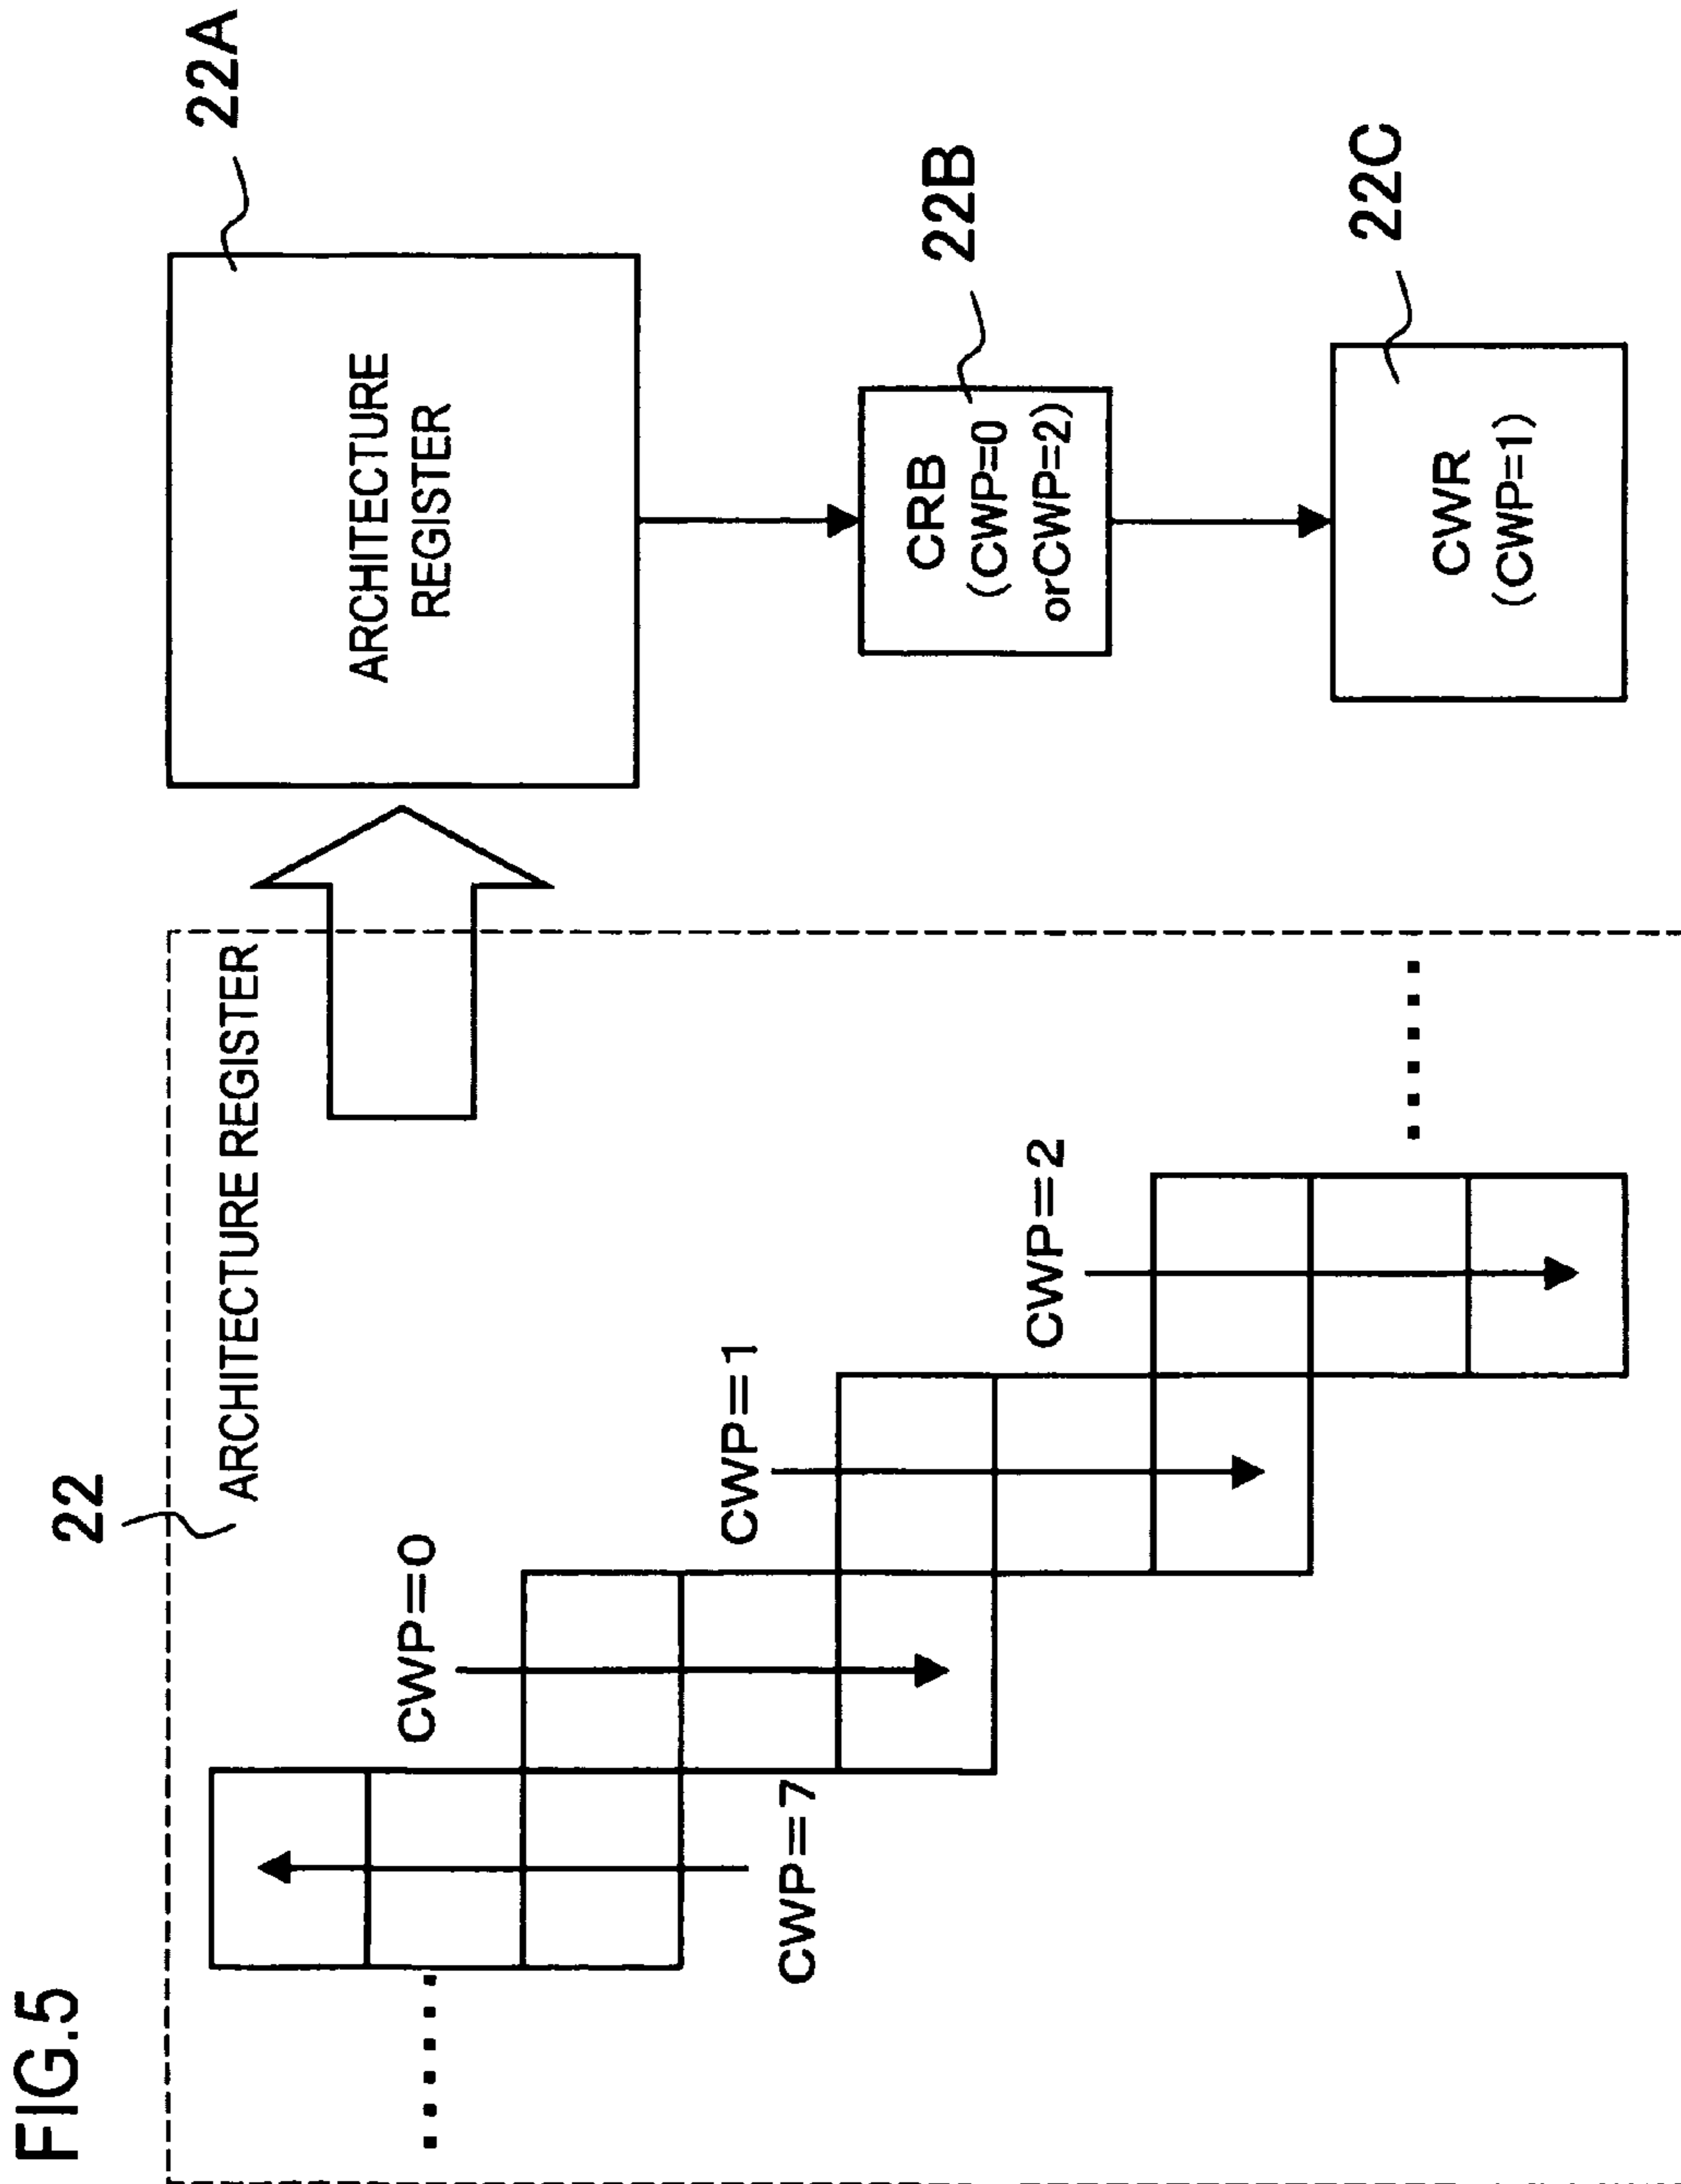 FIG.5
22
ARCHITECTURE REGISTER
CWP=7
CWP=0
CWP=1
CWP=2
ARCHITECTURE
REGISTER
22A
CRB
(CWP=0
orCWP=2)
22B
CWR
(CWP=1)
22C